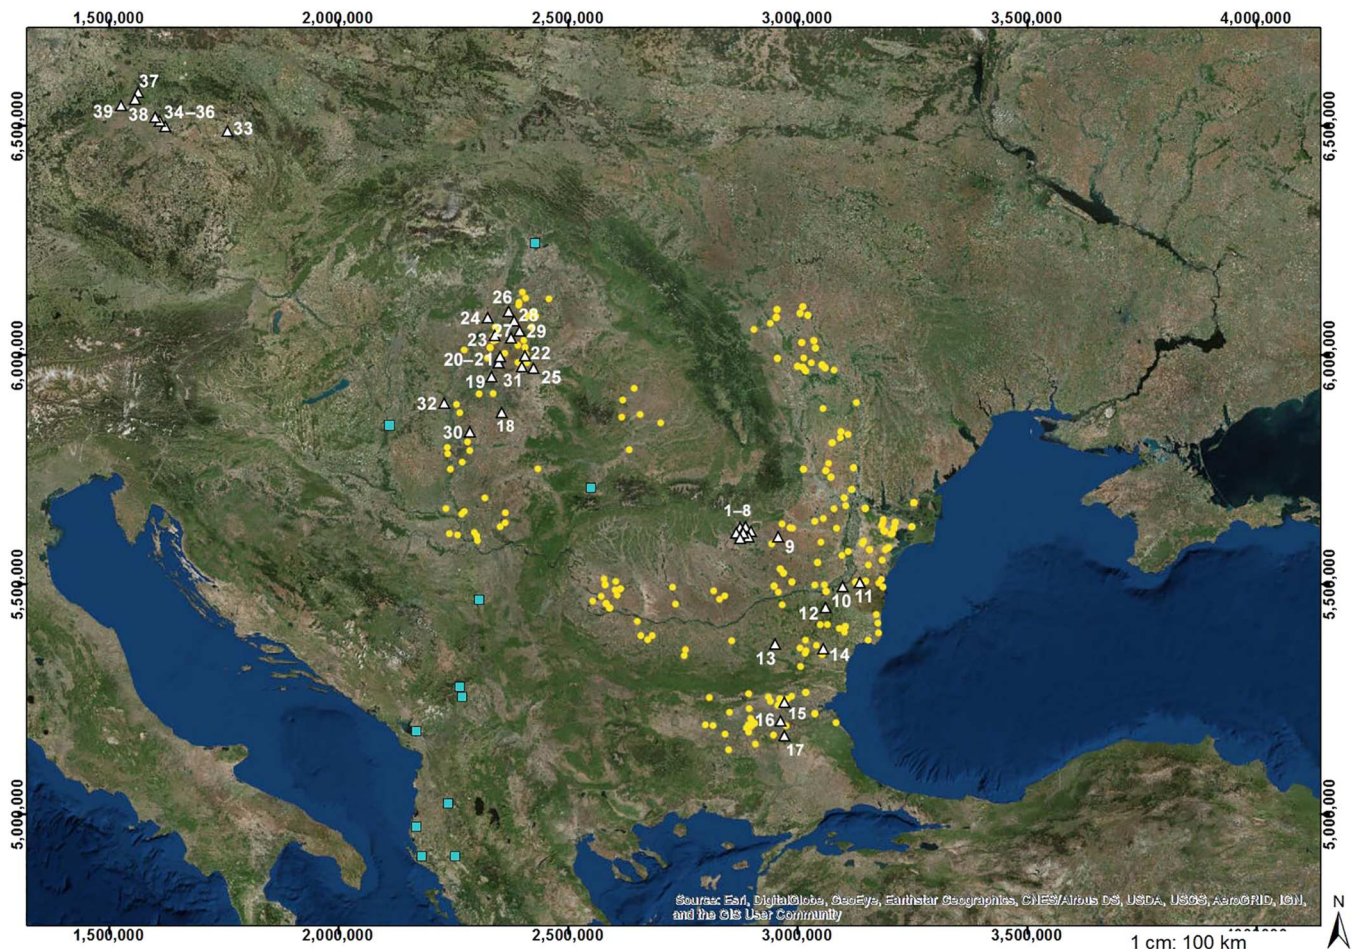 1,500,000 2,000,000 2,500,000 3,000,000 3,500,000 4,000,000
37
39 38 34–36
33
6,500,000 6,500,000
26
24 28
23 27 29
20–21 22
6,000,000 6,000,000
19 31 25
32 18
30
1–8
9
5,500,000 5,500,000
10 11
12
13 14
15
16
17
5,000,000 5,000,000
Source: Esri, DigitalGlobe, GeoEye, Earthstar Geographics, CNES/Airbus DS, USDA, USGS, AeroGRID, IGN,
and the GIS User Community
N
1,500,000 2,000,000 2,500,000 3,000,000 3,500,000
1 cm: 100 km